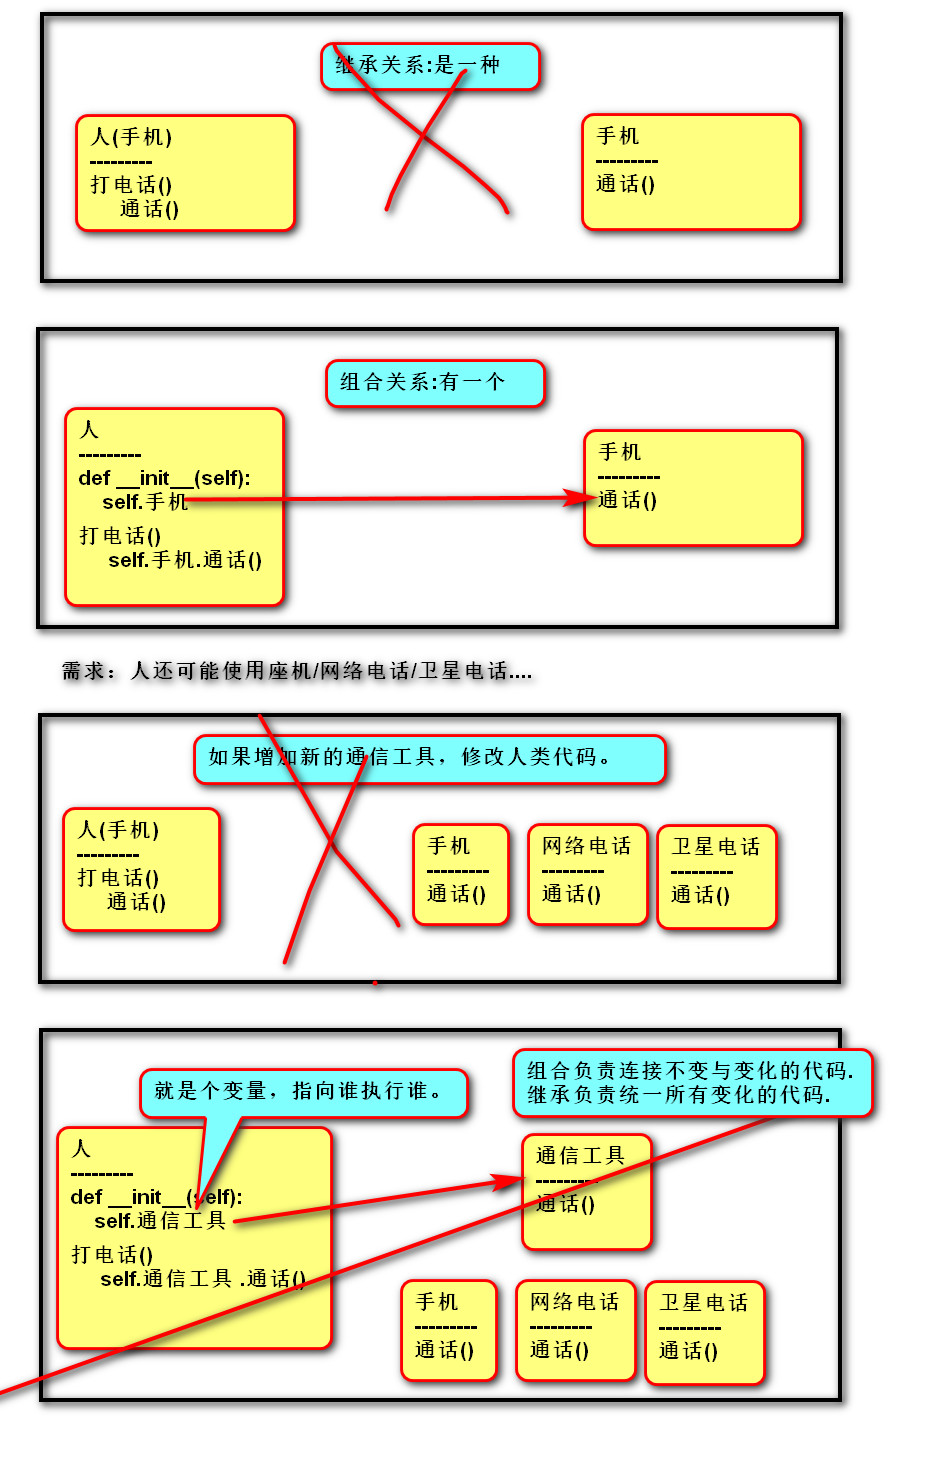 继承关系:是一种
人(手机)
---------
打电话()
通话()
手机
---------
通话()
组合关系:有一个
人
---------
def __init__(self):
self.手机
打电话()
self.手机.通话()
手机
---------
通话()
需求：人还可能使用座机/网络电话/卫星电话....
如果增加新的通信工具，修改人类代码。
人(手机)
---------
打电话()
通话()
手机
---------
通话()
网络电话
---------
通话()
卫星电话
---------
通话()
就是个变量，指向谁执行谁。
组合负责连接不变与变化的代码.
继承负责统一所有变化的代码.
人
---------
def __init__(self):
self.通信工具
打电话()
self.通信工具 .通话()
通信工具
---------
通话()
手机
---------
通话()
网络电话
---------
通话()
卫星电话
---------
通话()